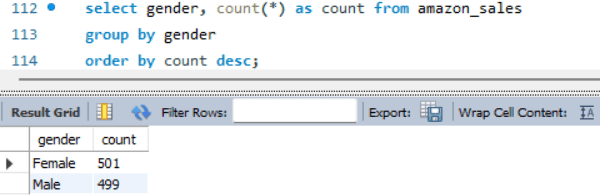 112 select gender, count(*) as count from amazon_sales
113 group by gender
114 order by count desc;
Result Grid Filter Rows: Export: Wrap Cell Content:
gender count
Female 501
Male 499